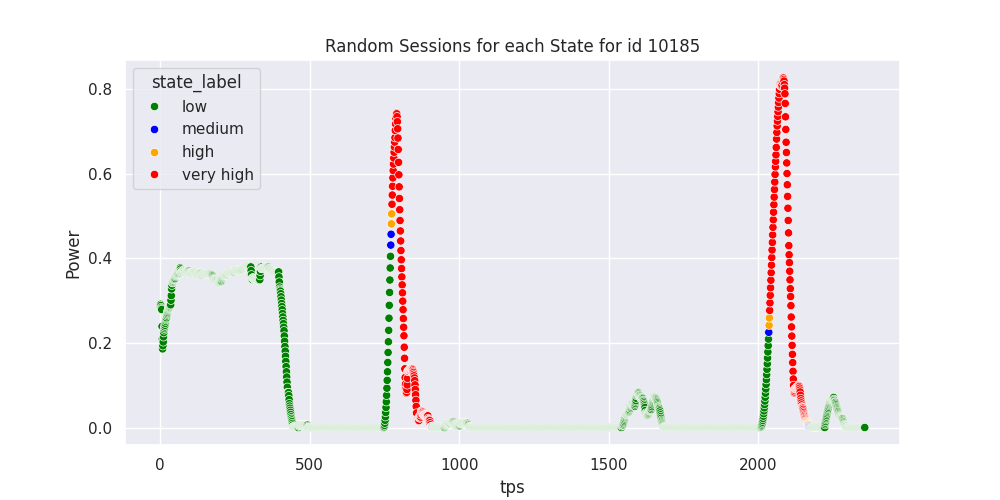 Random Sessions for each State for id 10185
state_label
low
medium
high
very high
Power
0.8
0.6
0.4
0.2
0.0
0 500 1000 1500 2000
tps